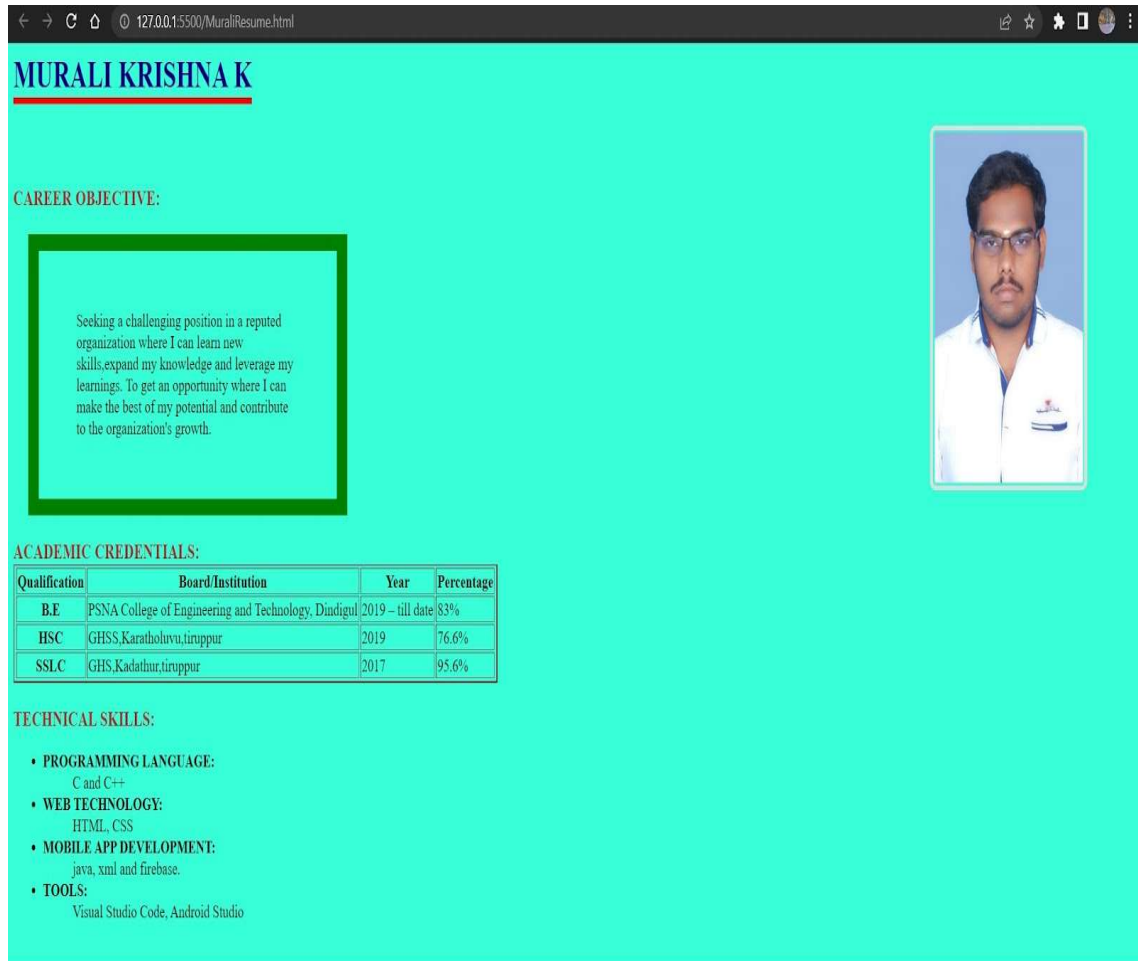 127.0.0.1:5500/MuraliResume.html
MURALI KRISHNA K
CAREER OBJECTIVE:
Seeking a challenging position in a reputed
organization where I can learn new
skills,expand my knowledge and leverage my
learnings. To get an opportunity where I can
make the best of my potential and contribute
to the organization's growth.
ACADEMIC CREDENTIALS:
Qualification Board/Institution Year Percentage
B.E PSNA College of Engineering and Technology, Dindigul 2019 – till date 83%
HSC GHSS,Karatholuvu,tiruppur 2019 76.6%
SSLC GHS,Kadathur,tiruppur 2017 95.6%
TECHNICAL SKILLS:
• PROGRAMMING LANGUAGE:
C and C++
• WEB TECHNOLOGY:
HTML, CSS
• MOBILE APP DEVELOPMENT:
java, xml and firebase.
• TOOLS:
Visual Studio Code, Android Studio